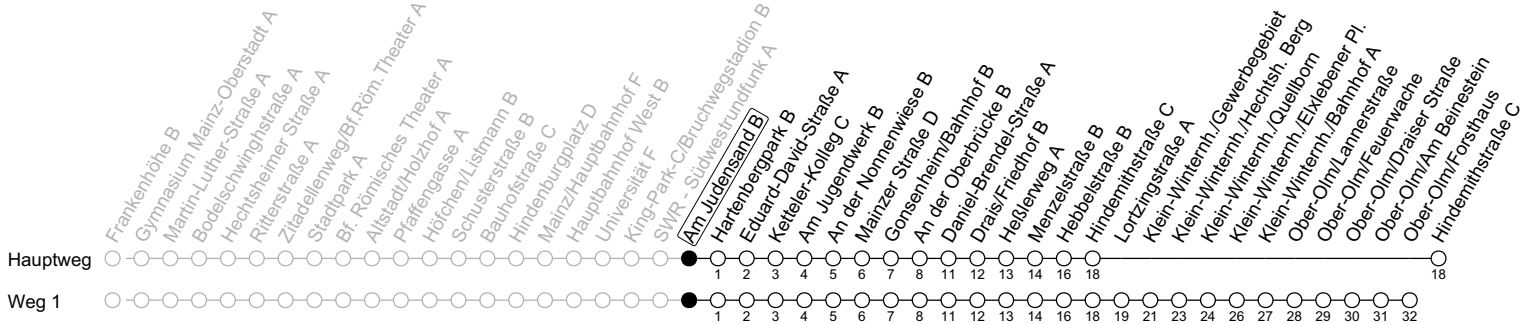 Frankenhöhe B
Gymnasium Mainz-Oberstadt A
Martin-Luther-Straße A
Bodelschwinghstraße A
Hechtsheimer Straße A
Ritterstraße A
Zitadellenweg/Bf.Röm. Theater A
Stadtpark A
Bf. Römisches Theater A
Altstadt/Holzhof A
Pfaffengasse A
Höfchen/Listmann B
Schusterstraße B
Bauhofstraße C
Hindenburgplatz D
Mainz/Hauptbahnhof F
Hauptbahnhof West B
Universität F
King-Park-C/Bruchwegstadion B
SWR - Südwestrundfunk A
Am Judensand B
Hartenbergpark B
Eduard-David-Straße A
Ketteler-Kolleg C
Am Jugendwerk B
An der Nonnenwiese B
Mainzer Straße D
Gonsenheim/Bahnhof B
An der Oberbrücke B
Daniel-Brendel-Straße A
Drais/Friedhof B
Heßlerweg A
Menzelstraße B
Hebbelstraße B
Hindemithstraße C
Lortzingstraße A
Klein-Winternh./Gewerbegebiet
Klein-Winternh./Hechtsh. Berg
Klein-Winternh./Quellborn
Klein-Winternh./Exlebener Pl.
Klein-Winternh./Bahnhof A
Ober-Olm/Lannerstraße
Ober-Olm/Feuerwache
Ober-Olm/Draiser Straße
Ober-Olm/Am Beinestein
Ober-Olm/Forsthaus
Hindemithstraße C
Hauptweg
1 2 3 4 5 6 7 8 11 12 13 14 16 18 18
Weg 1
1 2 3 4 5 6 7 8 11 12 13 14 16 18 19 21 23 24 26 27 28 29 30 31 32